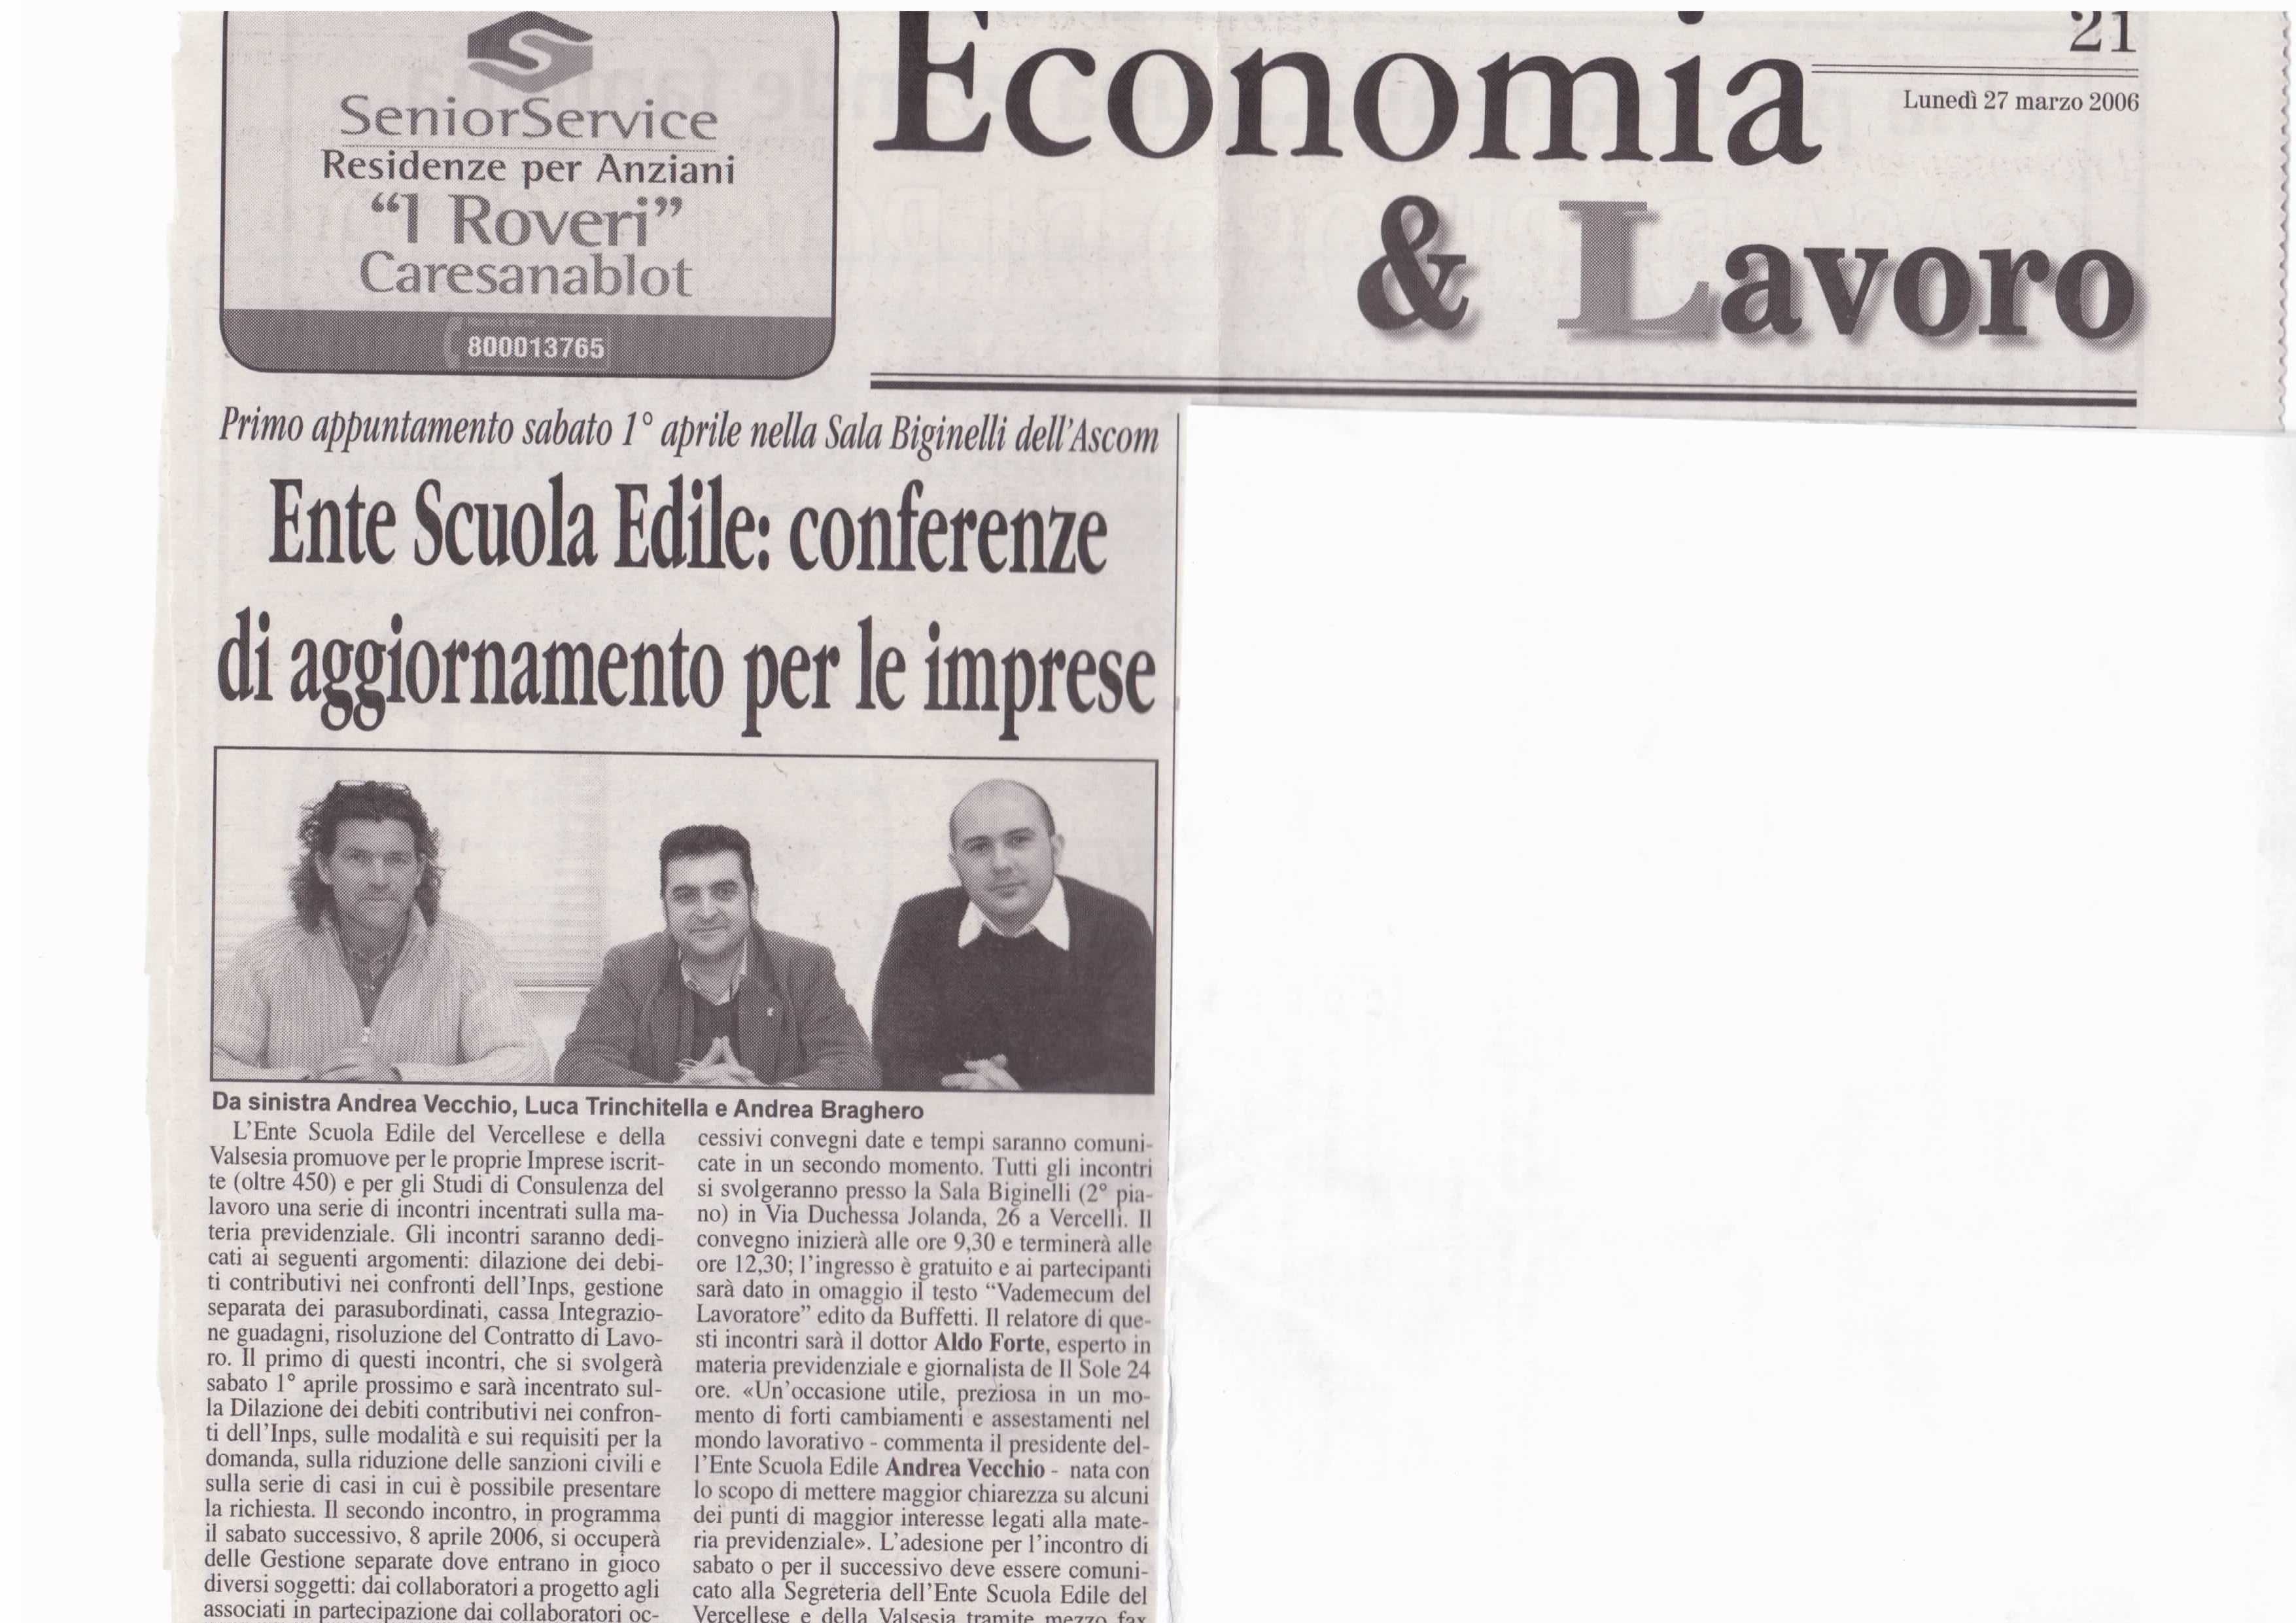 SeniorService
Residenze per Anziani
“I Roveri”
Caresanablot
Numero Verde
800013765
Economia
& Lavoro
21
Lunedì 27 marzo 2006
Primo appuntamento sabato 1° aprile nella Sala Biginelli dell'Ascom
Ente Scuola Edile: conferenze
di aggiornamento per le imprese
Da sinistra Andrea Vecchio, Luca Trinchitella e Andrea Braghero
L'Ente Scuola Edile del Vercellese e della
Valsesia promuove per le proprie Imprese iscrit-
te (oltre 450) e per gli Studi di Consulenza del
lavoro una serie di incontri incentrati sulla ma-
teria previdenziale. Gli incontri saranno dedi-
cati ai seguenti argomenti: dilazione dei debi-
ti contributivi nei confronti dell'Inps, gestione
separata dei parasubordinati, cassa Integrazio-
ne guadagni, risoluzione del Contratto di Lavo-
ro. Il primo di questi incontri, che si svolgerà
sabato 1° aprile prossimo e sarà incentrato sul-
la Dilazione dei debiti contributivi nei confron-
ti dell'Inps, sulle modalità e sui requisiti per la
domanda, sulla riduzione delle sanzioni civili e
sulla serie di casi in cui è possibile presentare
la richiesta. Il secondo incontro, in programma
il sabato successivo, 8 aprile 2006, si occuperà
delle Gestione separate dove entrano in gioco
diversi soggetti: dai collaboratori a progetto agli
associati in partecipazione dai collaboratori oc-
cessivi convegni date e tempi saranno comuni-
cate in un secondo momento. Tutti gli incontri
si svolgeranno presso la Sala Biginelli (2° pia-
no) in Via Duchessa Jolanda, 26 a Vercelli. Il
convegno inizierà alle ore 9,30 e terminerà alle
ore 12,30; l'ingresso è gratuito e ai partecipanti
sarà dato in omaggio il testo “Vademecum del
Lavoratore” edito da Buffetti. Il relatore di que-
sti incontri sarà il dottor Aldo Forte, esperto in
materia previdenziale e giornalista de Il Sole 24
ore. «Un'occasione utile, preziosa in un mo-
mento di forti cambiamenti e assestamenti nel
mondo lavorativo - commenta il presidente del-
l'Ente Scuola Edile Andrea Vecchio - nata con
lo scopo di mettere maggior chiarezza su alcuni
dei punti di maggior interesse legati alla mate-
ria previdenziale». L'adesione per l'incontro di
sabato o per il successivo deve essere comuni-
cato alla Segreteria dell'Ente Scuola Edile del
Vercellese e della Valsesia tramite mezzo fax